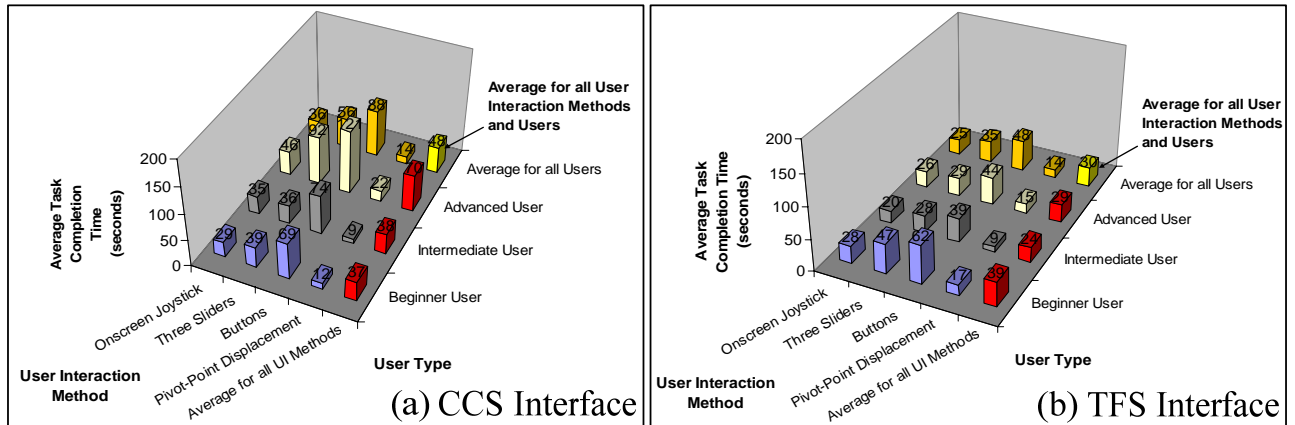 200
150
100
50
0
Average Task
Completion Time
(seconds)
36 56 88 14 48
46 92 22
35 36 74 9 38
29 39 69 12 37
Average for all User
Interaction Methods
and Users
Average for all Users
Advanced User
Intermediate User
Beginner User
User Type
Onscreen Joystick
Three Sliders
Buttons
Pivot-Point Displacement
Average for all UI Methods
User Interaction
Method
(a) CCS Interface
200
150
100
50
0
Average Task
Completion Time
(seconds)
25 35 48 14 30
26 29 44 15 29
20 28 39 9 24
28 47 62 17 39
Average for all User
Interaction Methods
and Users
Average for all Users
Advanced User
Intermediate User
Beginner User
User Type
Onscreen Joystick
Three Sliders
Buttons
Pivot-Point Displacement
Average for all UI Methods
User Interaction
Method
(b) TFS Interface